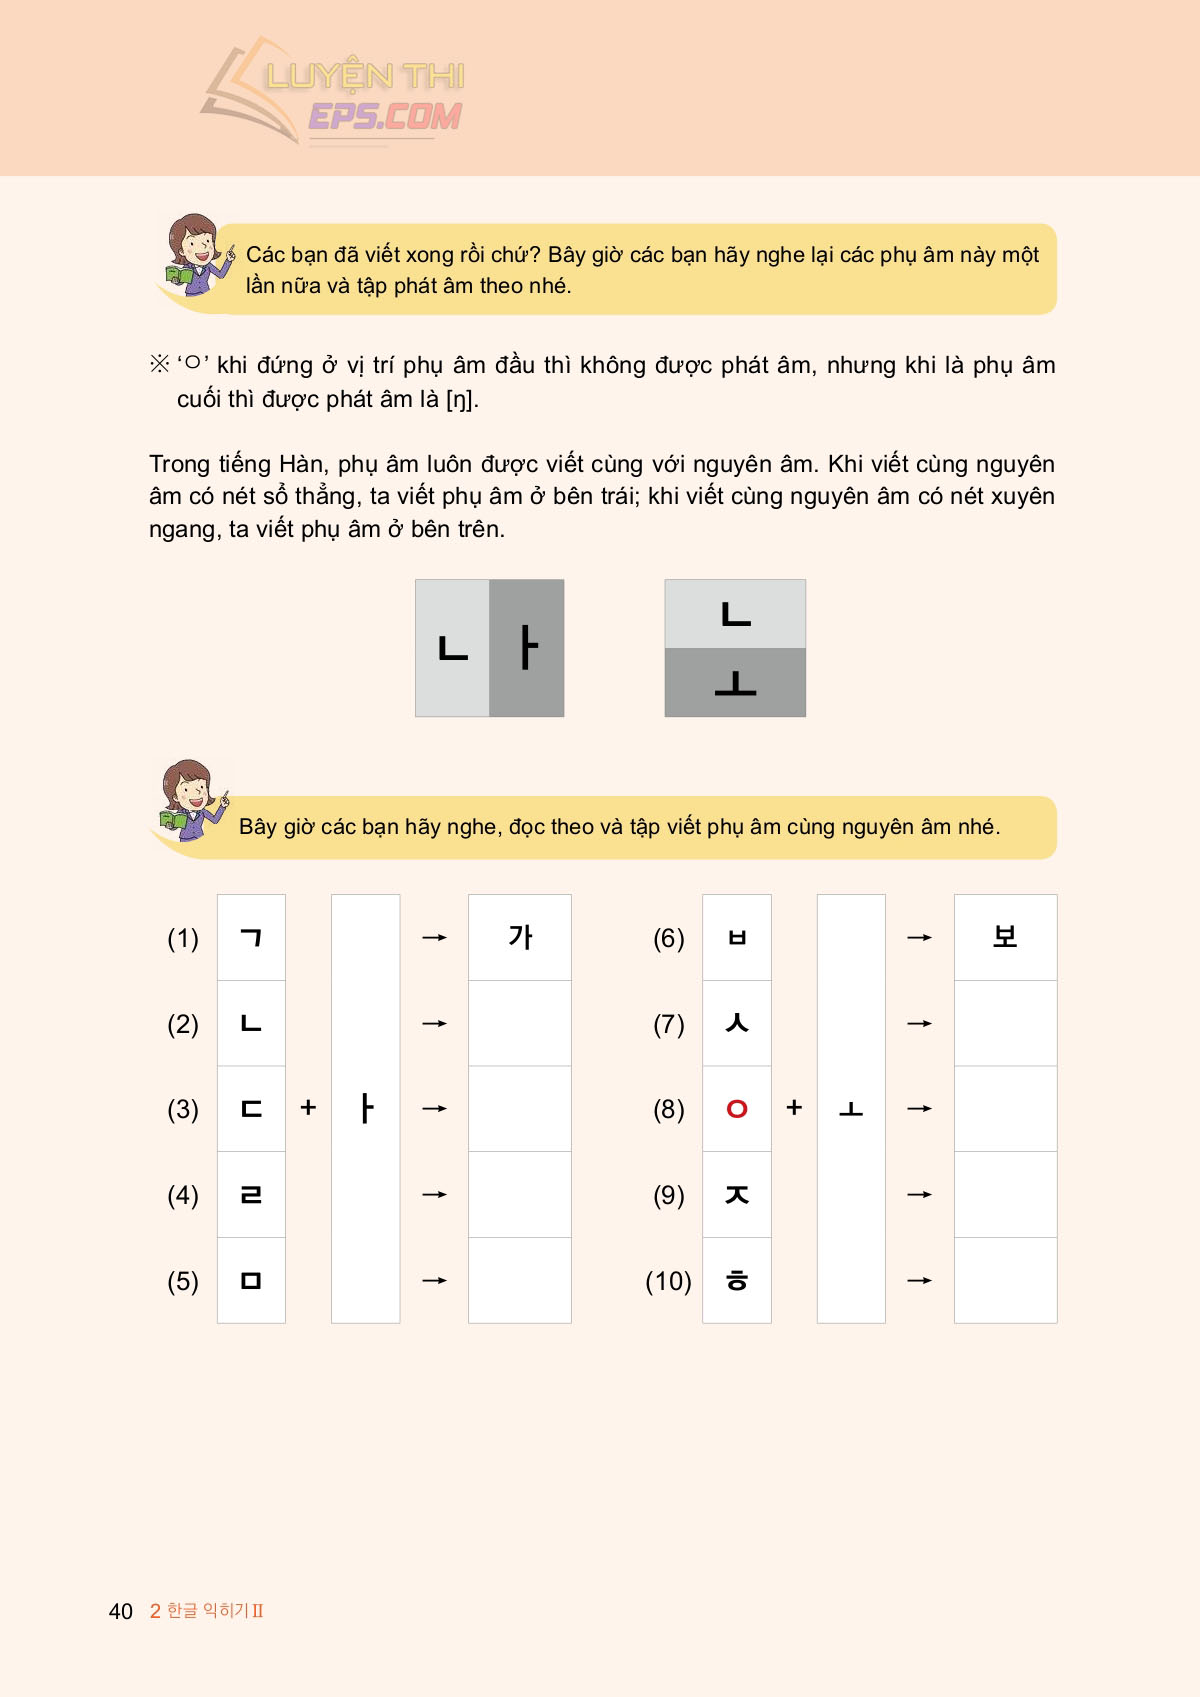 LUYỆN THI
EPS.COM
Các bạn đã viết xong rồi chứ? Bây giờ các bạn hãy nghe lại các phụ âm này một
lần nữa và tập phát âm theo nhé.
※ ‘ㅇ’ khi đứng ở vị trí phụ âm đầu thì không được phát âm, nhưng khi là phụ âm
cuối thì được phát âm là [ŋ].
Trong tiếng Hàn, phụ âm luôn được viết cùng với nguyên âm. Khi viết cùng nguyên
âm có nét sổ thẳng, ta viết phụ âm ở bên trái; khi viết cùng nguyên âm có nét xuyên
ngang, ta viết phụ âm ở bên trên.
ㄴ ㅏ
ㄴ
ㅗ
Bây giờ các bạn hãy nghe, đọc theo và tập viết phụ âm cùng nguyên âm nhé.
(1) ㄱ → 가
(2) ㄴ →
(3) ㄷ + ㅏ →
(4) ㄹ →
(5) ㅁ →
(6) ㅂ → 보
(7) ㅅ →
(8) ㅇ + ㅗ →
(9) ㅈ →
(10) ㅎ →
40 2 한글 익히기 II